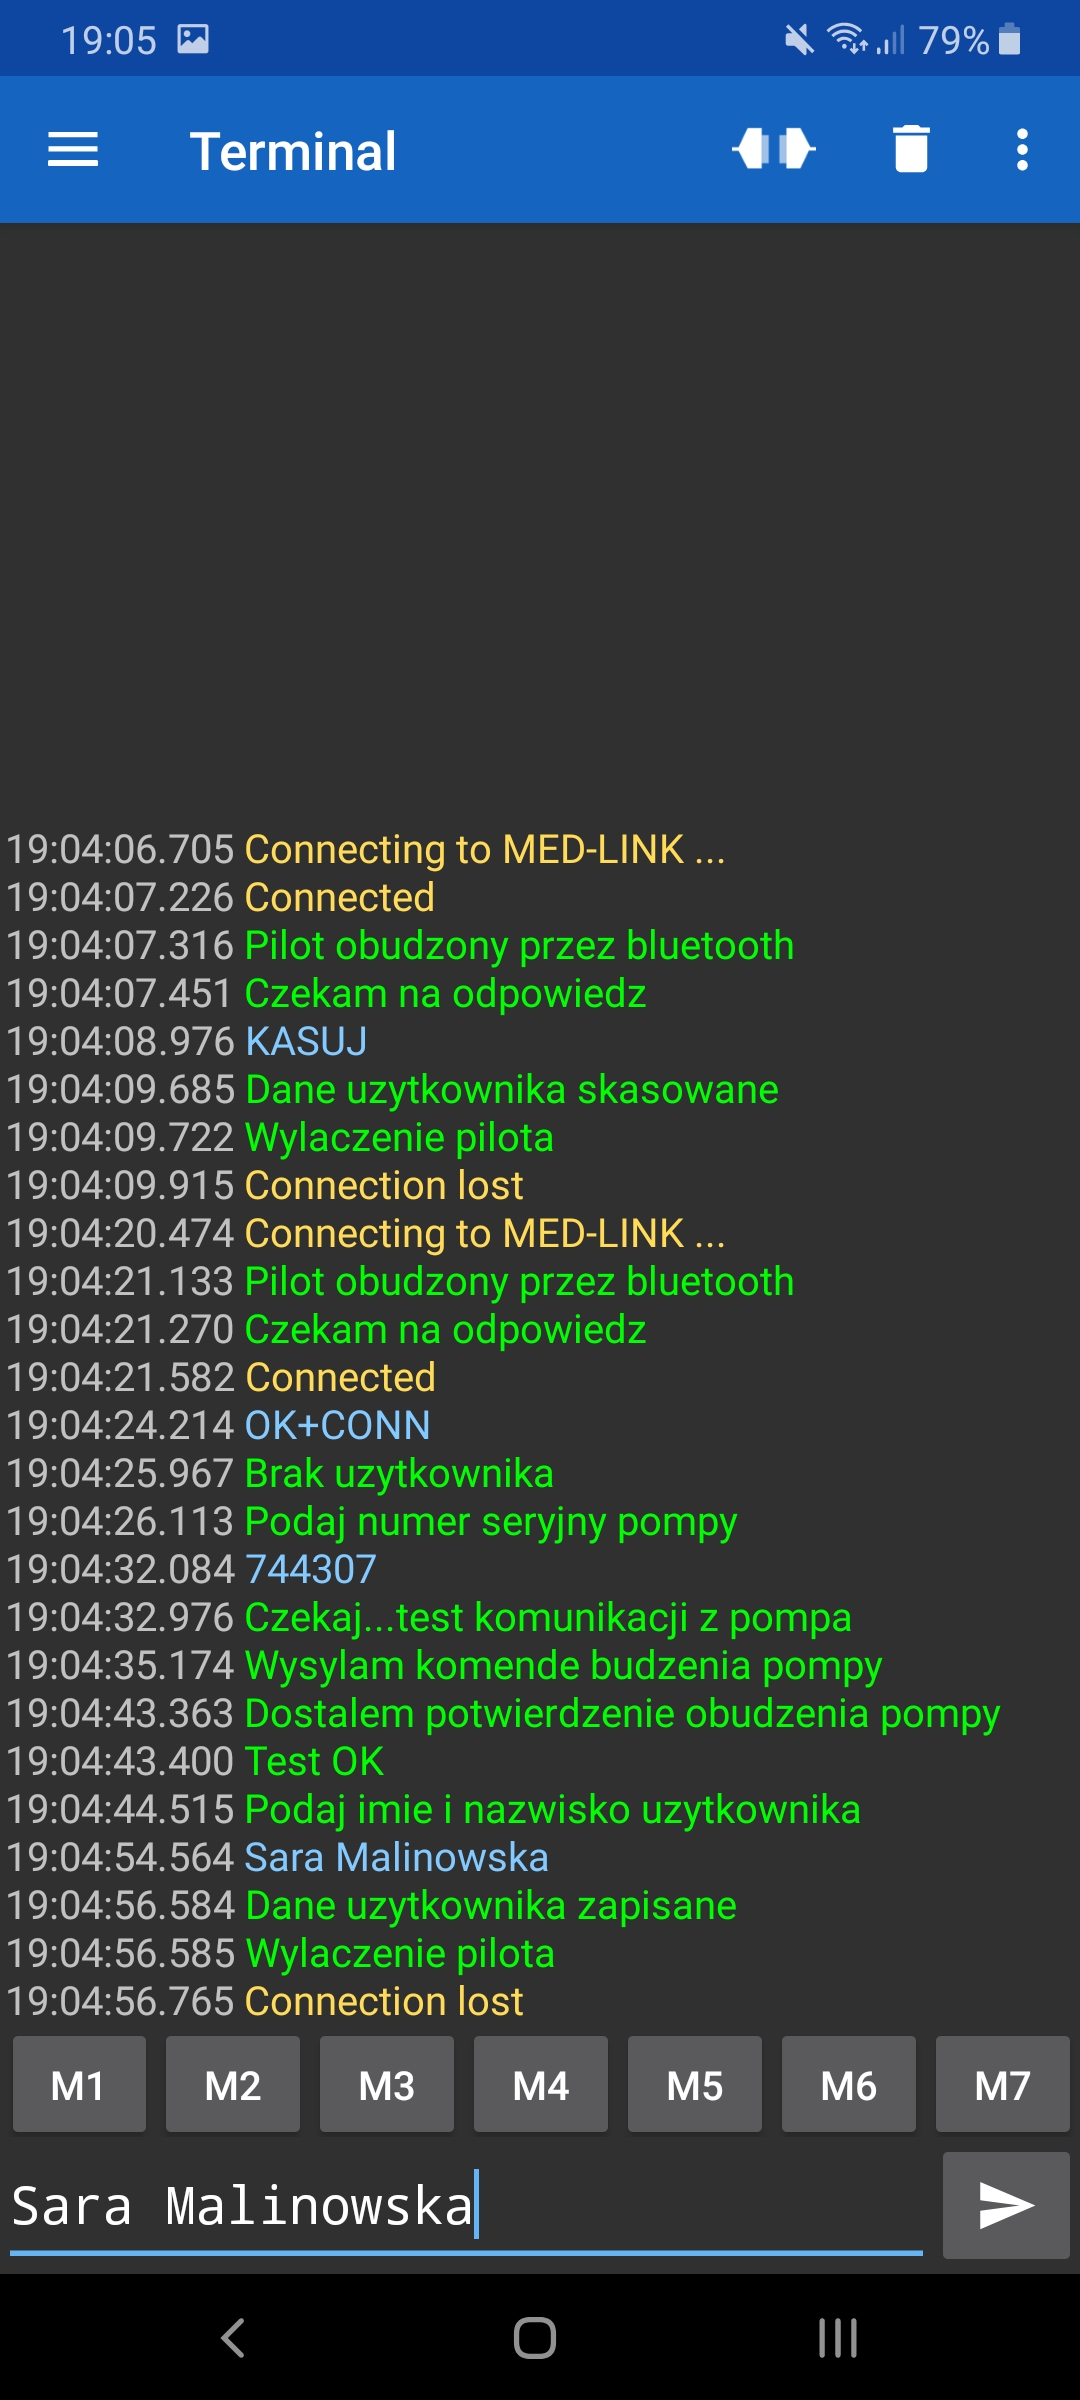 19:05 79%
Terminal
19:04:06.705 Connecting to MED-LINK ...
19:04:07.226 Connected
19:04:07.316 Pilot obudzony przez bluetooth
19:04:07.451 Czekam na odpowiedz
19:04:08.976 KASUJ
19:04:09.685 Dane uzytkownika skasowane
19:04:09.722 Wylaczenie pilota
19:04:09.915 Connection lost
19:04:20.474 Connecting to MED-LINK ...
19:04:21.133 Pilot obudzony przez bluetooth
19:04:21.270 Czekam na odpowiedz
19:04:21.582 Connected
19:04:24.214 OK+CONN
19:04:25.967 Brak uzytkownika
19:04:26.113 Podaj numer seryjny pompy
19:04:32.084 744307
19:04:32.976 Czekaj...test komunikacji z pompa
19:04:35.174 Wysylam komende budzenia pompy
19:04:43.363 Dostalem potwierdzenie obudzenia pompy
19:04:43.400 Test OK
19:04:44.515 Podaj imie i nazwisko uzytkownika
19:04:54.564 Sara Malinowska
19:04:56.584 Dane uzytkownika zapisane
19:04:56.585 Wylaczenie pilota
19:04:56.765 Connection lost
M1 M2 M3 M4 M5 M6 M7
Sara Malinowska